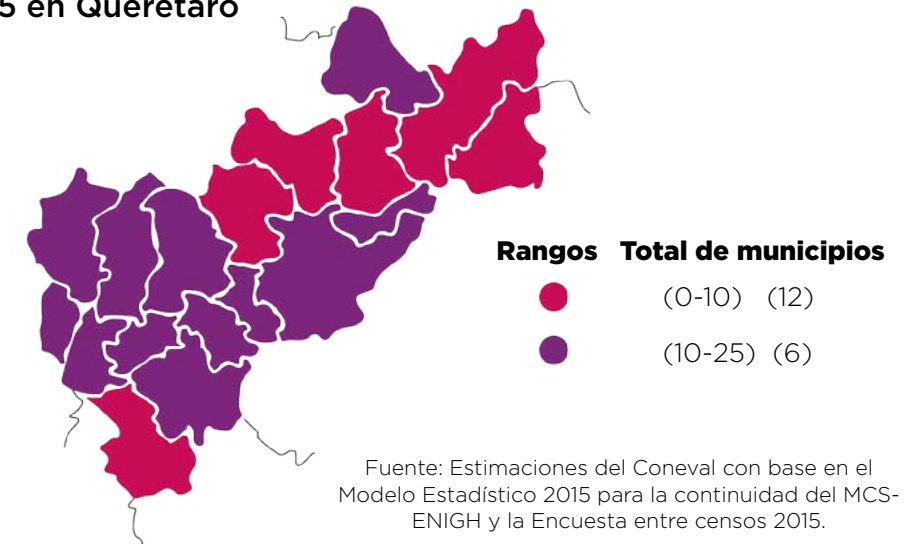 5 en Querétaro
Rangos Total de municipios
(0-10) (12)
(10-25) (6)
Fuente: Estimaciones del Coneval con base en el
Modelo Estadístico 2015 para la continuidad del MCS-
ENIGH y la Encuesta entre censos 2015.